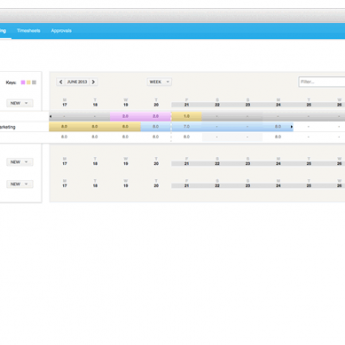 ng Timesheets Approvals
Keys: JUNE 2013 WEEK Filter...
NEW M T W T F S S M T W
17 18 19 20 21 22 23 24 25 26
- - 2.0 2.0 1.0 - - - - -
arketing 8.0 8.0 6.0 6.0 7.0 - - 8.0 - -
8.0 8.0 8.0 8.0 8.0 - - 8.0 - -
NEW M T W T F S S M T W
17 18 19 20 21 22 23 24 25 26
NEW M T W T F S S M T W
17 18 19 20 21 22 23 24 25 26